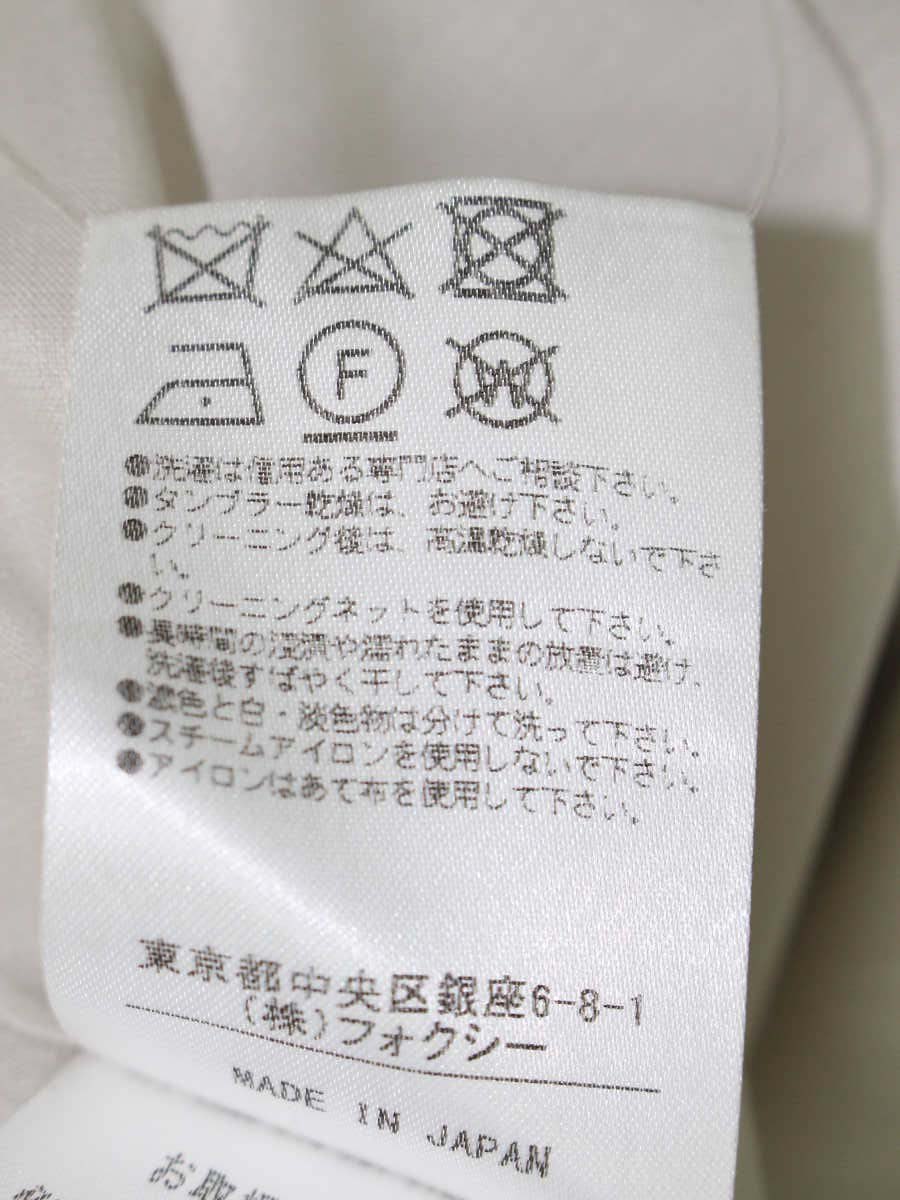 F
W
●洗濯は信用ある専門店へご相談下さい。
●タンブラー乾燥は、お避け下さい。
●クリーニング後は、高温乾燥しないで下さ
い。
●クリーニングネットを使用して下さい。
●長時間の浸漬や濡れたままの放置は避け、
洗濯後すばやく干して下さい。
●濃色と白・淡色物は分けて洗って下さい。
●スチームアイロンを使用しないで下さい。
●アイロンはあて布を使用して下さい。
東京都中央区銀座6-8-1
(株)フォクシー
MADE IN JAPAN
お取扱